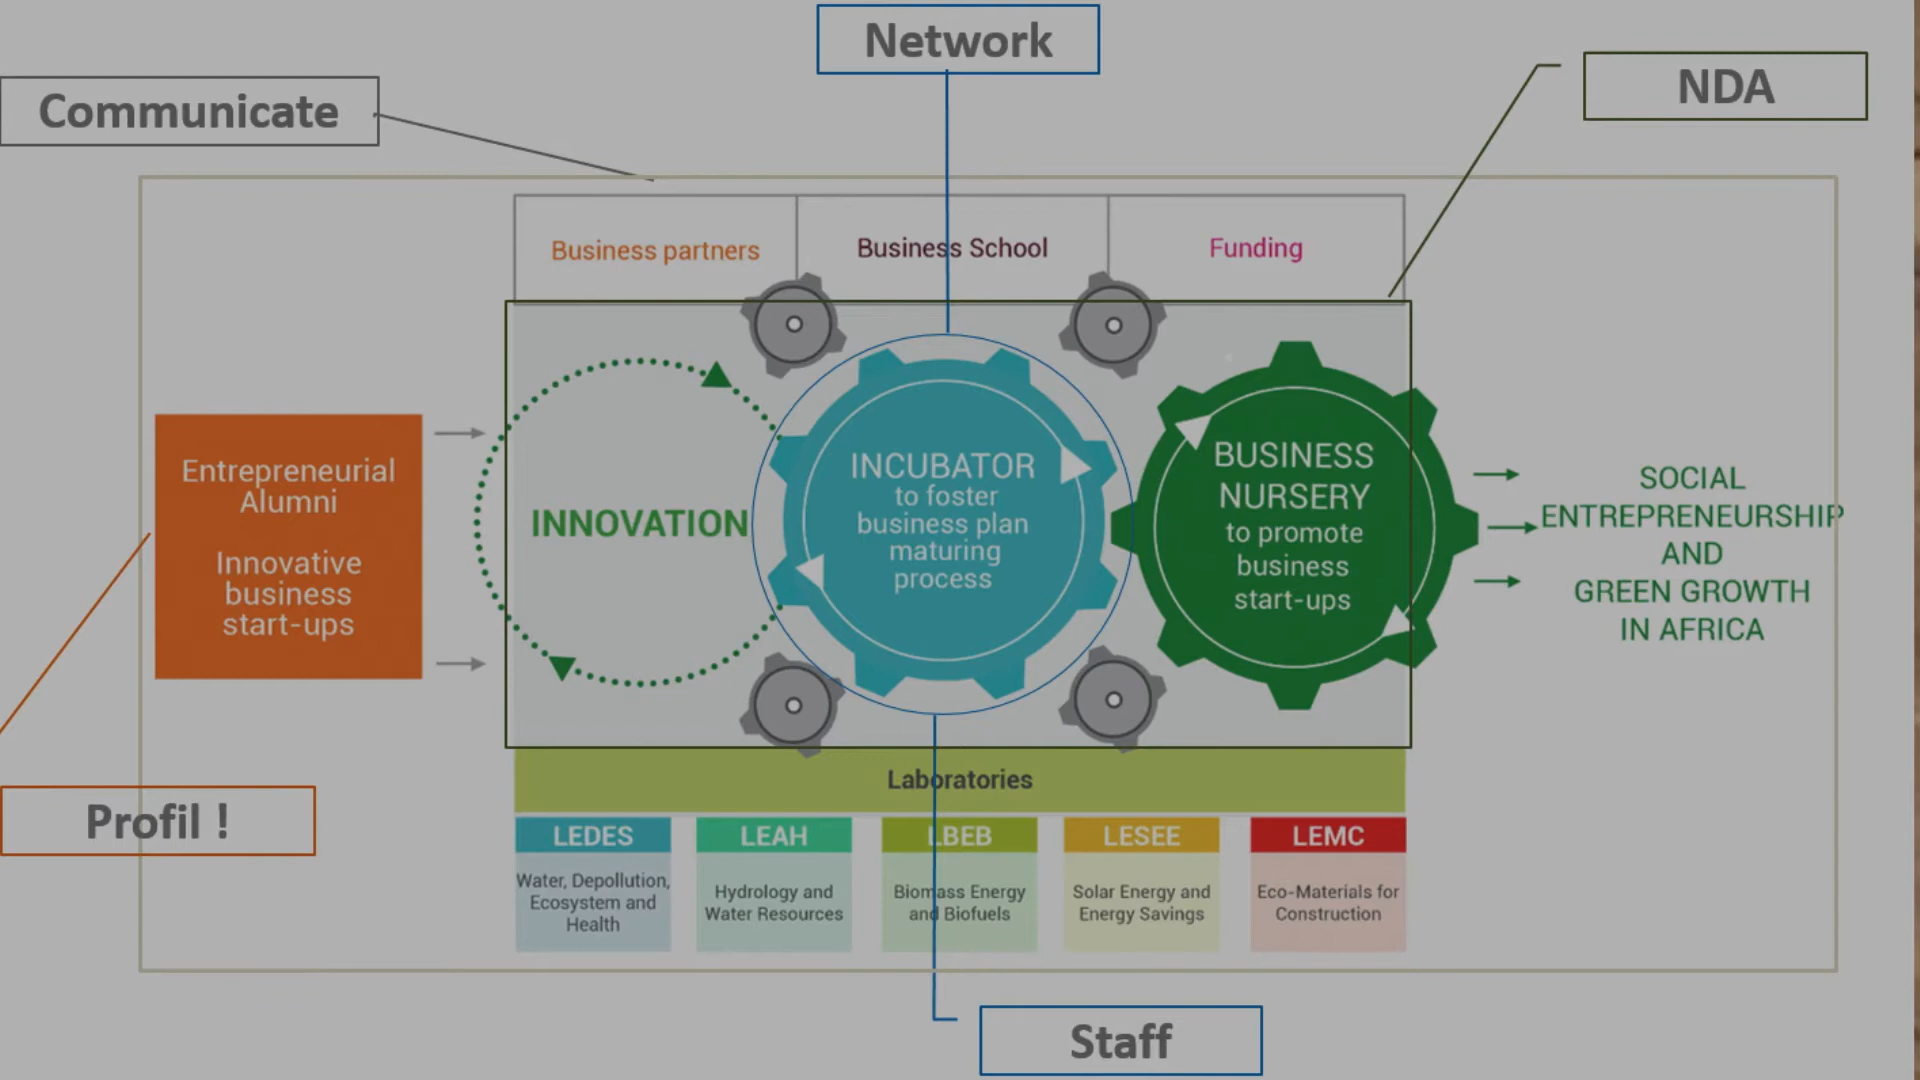 Network
NDA
Communicate
Business partners
Business School
Funding
Entrepreneurial
Alumni
Innovative
business
start-ups
INNOVATION
INCUBATOR
to foster
business plan
maturing
process
BUSINESS
NURSERY
to promote
business
start-ups
SOCIAL
ENTREPRENEURSHIP
AND
GREEN GROWTH
IN AFRICA
Profil !
Laboratories
LEDES
Water, Depollution,
Ecosystem and
Health
LEAH
Hydrology and
Water Resources
LBEB
Biomass Energy
and Biofuels
LESEE
Solar Energy and
Energy Savings
LEMC
Eco-Materials for
Construction
Staff